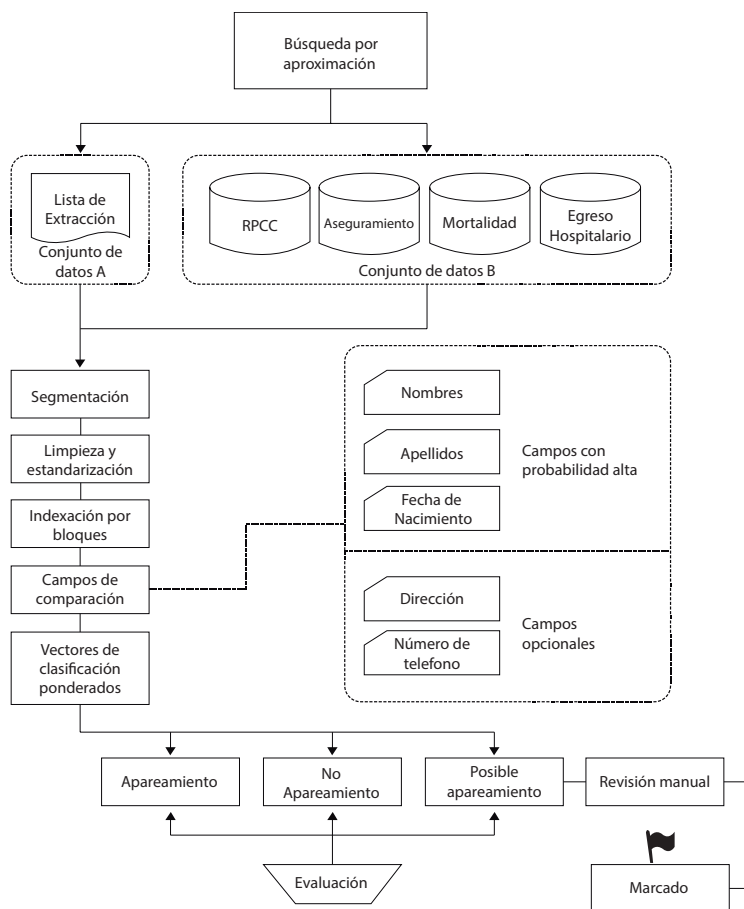 Búsqueda por
aproximación
Lista de
Extracción
Conjunto de
datos A
RPCC
Aseguramiento
Mortalidad
Egreso
Hospitalario
Conjunto de datos B
Segmentación
Limpieza y
estandarización
Indexación por
bloques
Campos de
comparación
Vectores de
clasificación
ponderados
Nombres
Apellidos
Fecha de
Nacimiento
Campos con
probabilidad alta
Dirección
Número de
telefono
Campos
opcionales
Apareamiento
No
Apareamiento
Posible
apareamiento
Revisión manual
Evaluación
Marcado